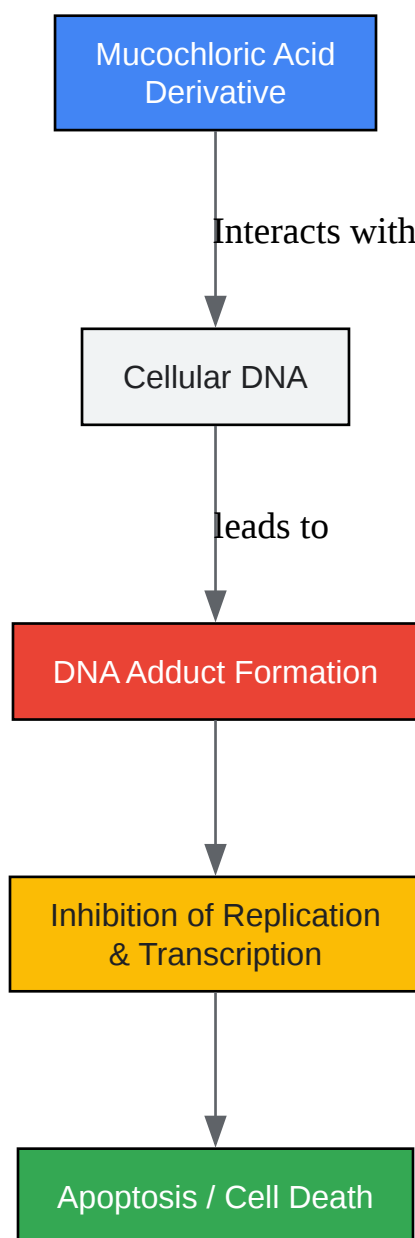 Mucochloric Acid
Derivative
Interacts with
Cellular DNA
leads to
DNA Adduct Formation
Inhibition of Replication
& Transcription
Apoptosis / Cell Death